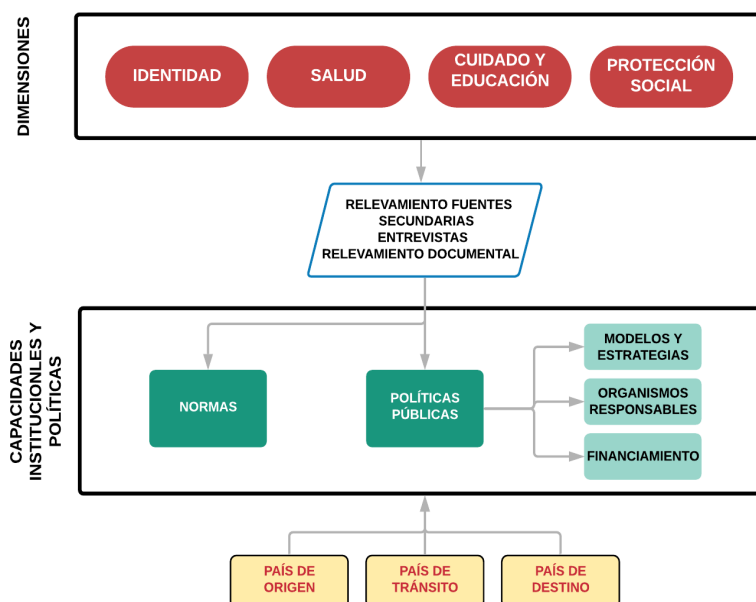 DIMENSIONES
IDENTIDAD
SALUD
CUIDADO Y
EDUCACIÓN
PROTECCIÓN
SOCIAL
RELEVAMIENTO FUENTES
SECUNDARIAS
ENTREVISTAS
RELEVAMIENTO DOCUMENTAL
CAPACIDADES
INSTITUCIONLES Y
POLÍTICAS
NORMAS
POLÍTICAS
PÚBLICAS
MODELOS Y
ESTRATEGIAS
ORGANISMOS
RESPONSABLES
FINANCIAMIENTO
PAÍS DE
ORIGEN
PAÍS DE
TRÁNSITO
PAÍS DE
DESTINO